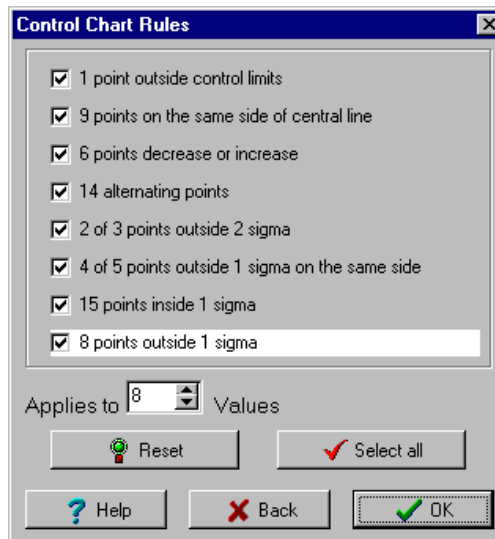 Control Chart Rules
1 point outside control limits
9 points on the same side of central line
6 points decrease or increase
14 alternating points
2 of 3 points outside 2 sigma
4 of 5 points outside 1 sigma on the same side
15 points inside 1 sigma
8 points outside 1 sigma
Applies to 8 Values
Reset Select all
Help Back OK